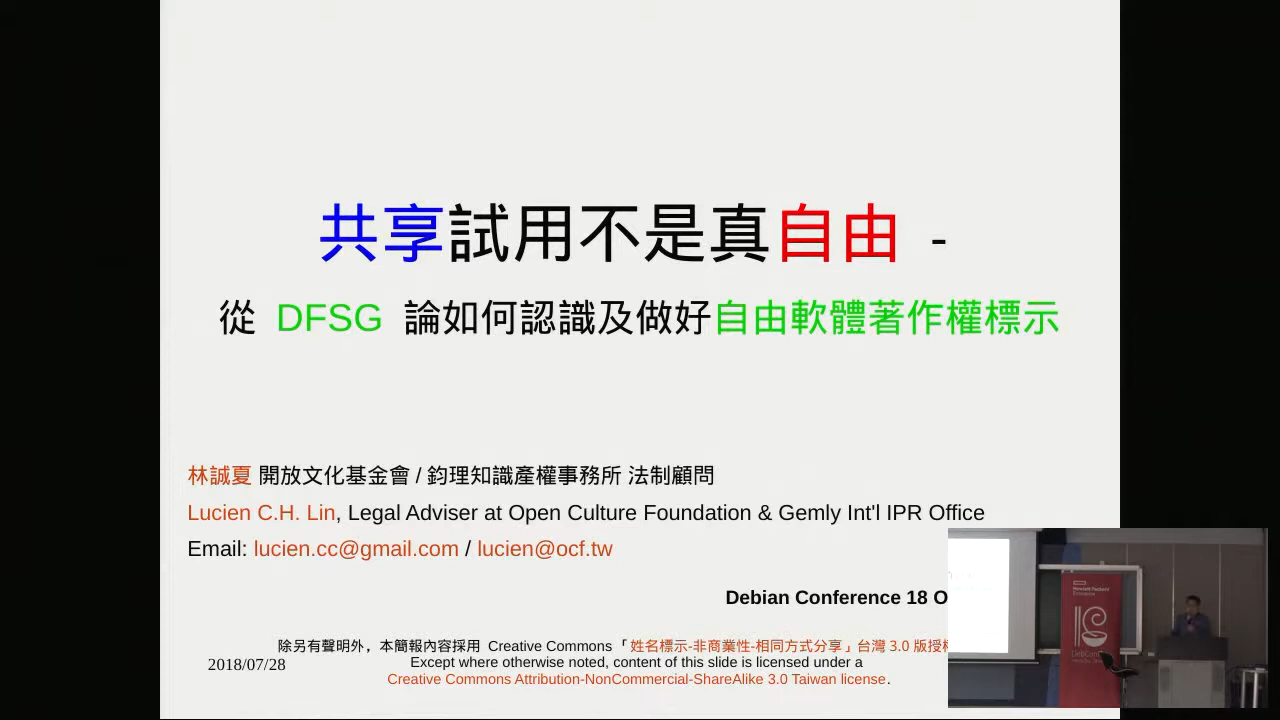 共享試用不是真自由 -
從 DFSG 論如何認識及做好自由軟體著作權標示
林誠夏 開放文化基金會 / 鈞理知識產權事務所 法制顧問
Lucien C.H. Lin, Legal Adviser at Open Culture Foundation & Gemly Int'l IPR Office
Email: lucien.cc@gmail.com / lucien@ocf.tw
Debian Conference 18 O
除另有聲明外，本簡報內容採用 Creative Commons「姓名標示-非商業性-相同方式分享」台灣 3.0 版授權
2018/07/28
Except where otherwise noted, content of this slide is licensed under a
Creative Commons Attribution-NonCommercial-ShareAlike 3.0 Taiwan license.
Hewlett Packard
Enterprise
DebConf